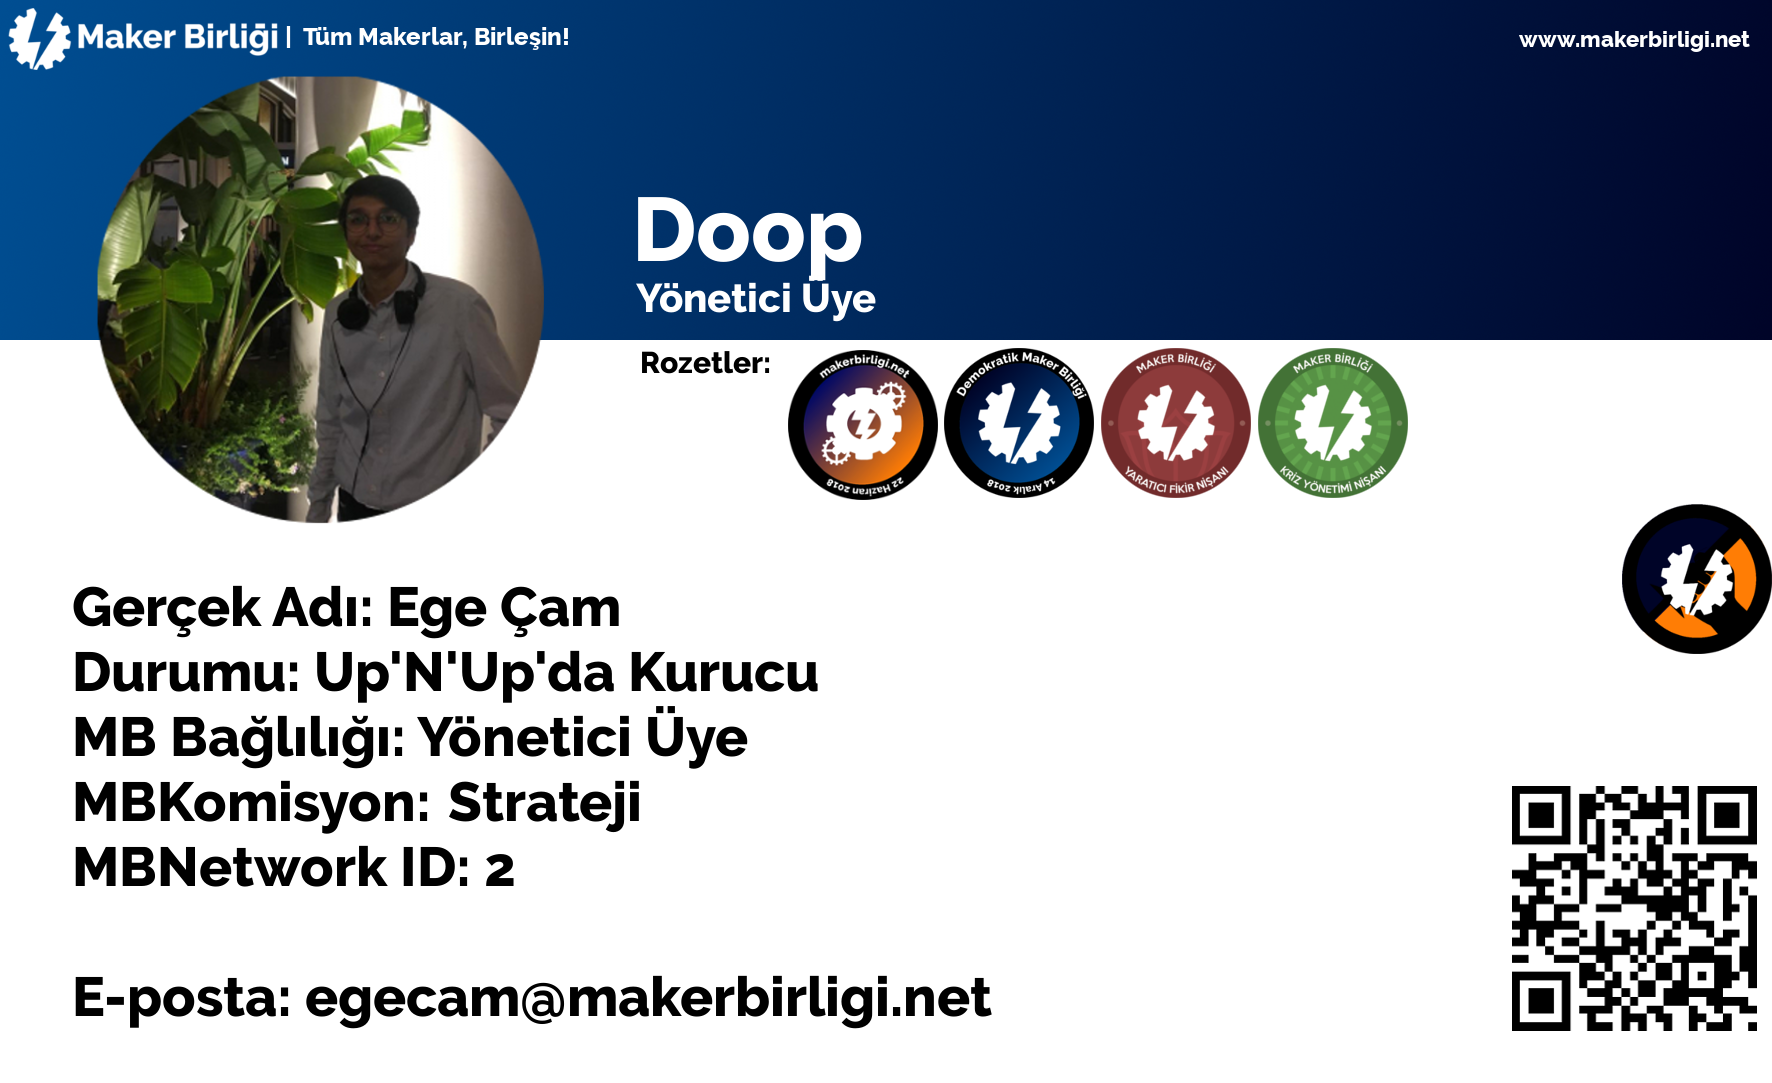 Maker Birliği | Tüm Makerlar, Birleşin!
www.makerbirligi.net
Doop
Yönetici Üye
Rozetler:
makerbirligi.net
22 Haziran 2018
Demokratik Maker Birliği
14 Aralık 2018
MAKER BİRLİĞİ
YARATICI FİKİR NİŞANI
MAKER BİRLİĞİ
KRİZ YÖNETİMİ NİŞANI
Gerçek Adı: Ege Çam
Durumu: Up'N'Up'da Kurucu
MB Bağlılığı: Yönetici Üye
MBKomisyon: Strateji
MBNetwork ID: 2
E-posta: egecam@makerbirligi.net